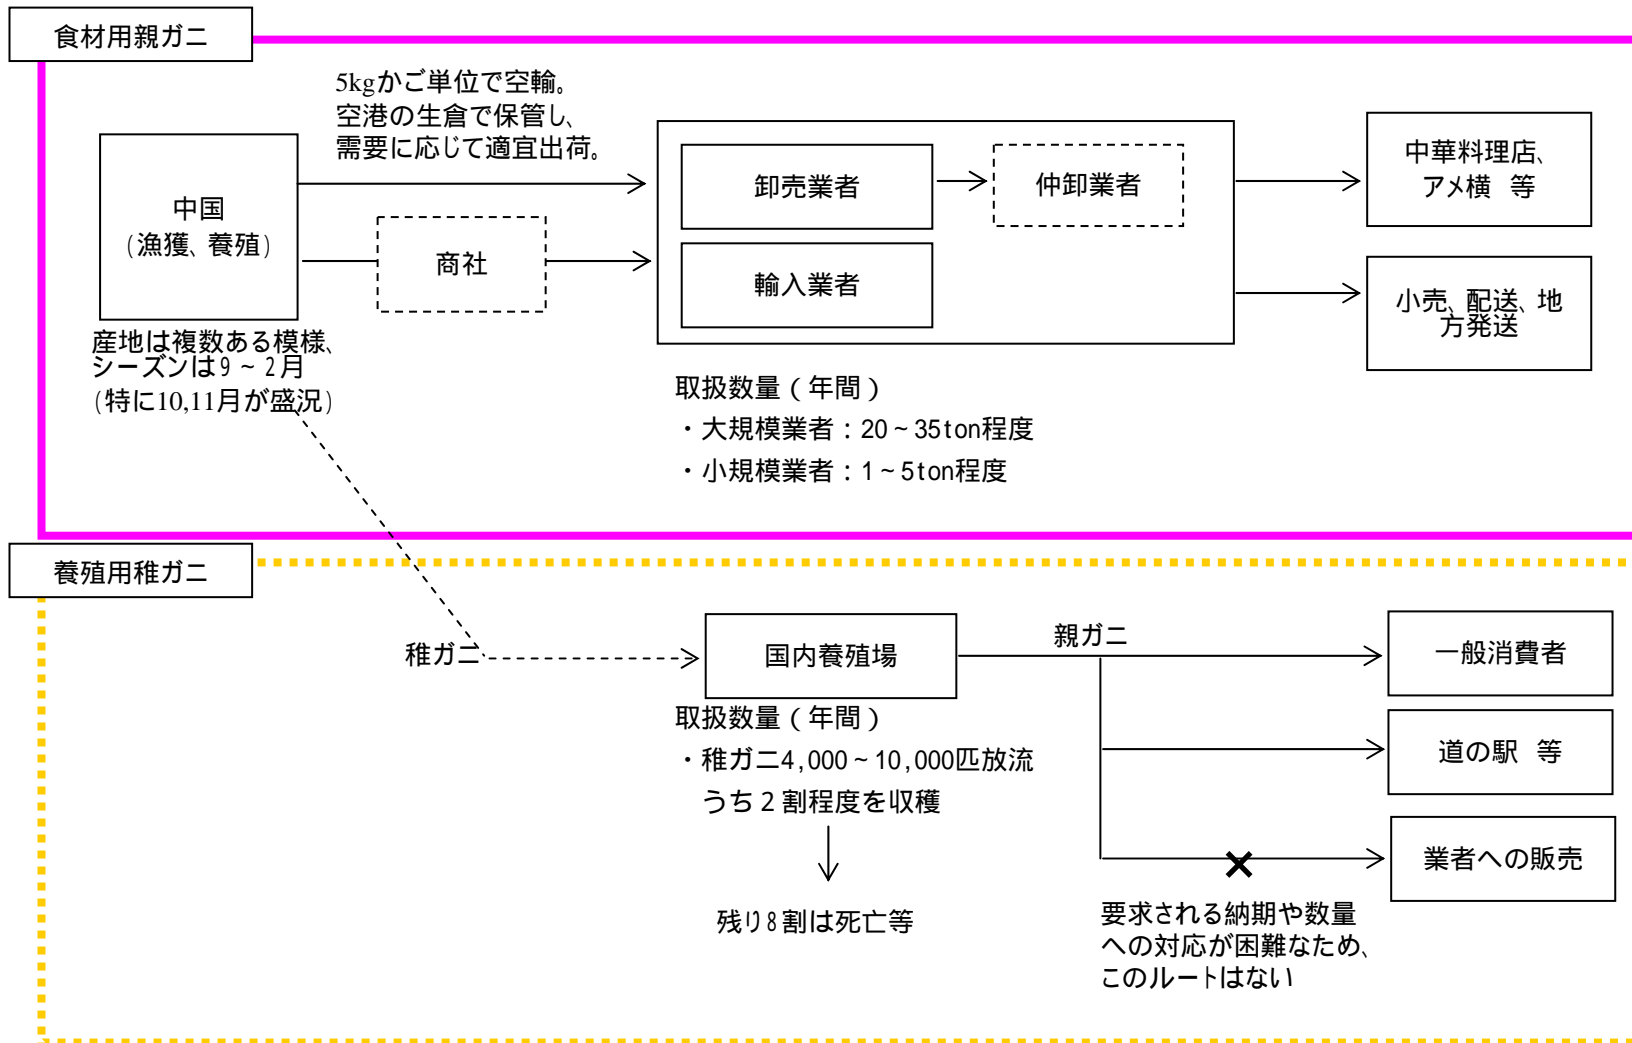 食材用親ガニ
5kgかご単位で空輸。
空港の生倉で保管し、
需要に応じて適宜出荷。
中国
(漁獲、養殖)
商社
卸売業者
仲卸業者
輸入業者
中華料理店、
アメ横 等
小売、配送、地
方発送
産地は複数ある模様、
シーズンは9～2月
(特に10,11月が盛況)
取扱数量（年間）
・大規模業者：20～35ton程度
・小規模業者：1～5ton程度
養殖用稚ガニ
稚ガニ
国内養殖場
親ガニ
一般消費者
道の駅 等
業者への販売
取扱数量（年間）
・稚ガニ4,000～10,000匹放流
うち２割程度を収穫
残り8割は死亡等
要求される納期や数量
への対応が困難なため、
このルートはない